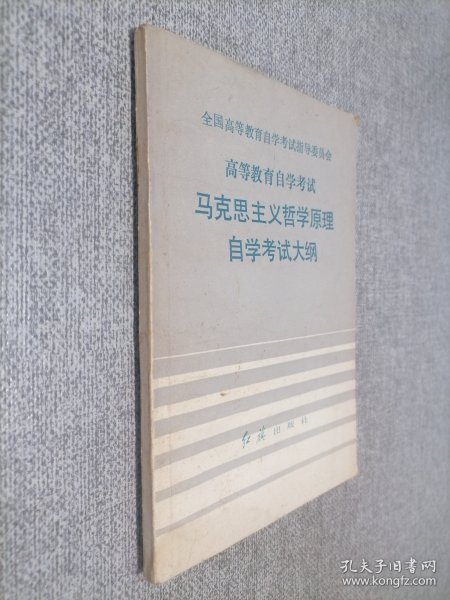 全国高等教育自学考试指导委员会
高等教育自学考试
马克思主义哲学原理
自学考试大纲
红旗出版社
孔夫子旧书网
www.kongfz.com